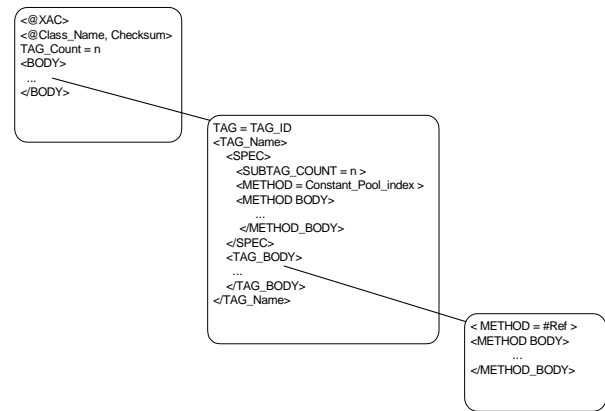 <@XAC>
<@Class_Name, Checksum>
TAG_Count = n
<BODY>
...
</BODY>
TAG = TAG_ID
<TAG_Name>
<SPEC>
<SUBTAG_COUNT = n >
<METHOD = Constant_Pool_index >
<METHOD BODY>
...
</METHOD_BODY>
</SPEC>
<TAG_BODY>
...
</TAG_BODY>
</TAG_Name>
< METHOD = #Ref >
<METHOD BODY>
...
</METHOD_BODY>